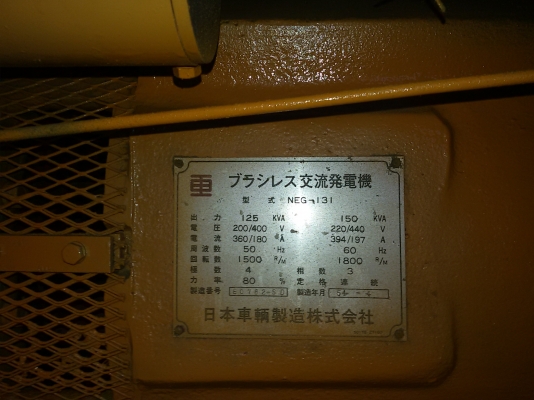 ブラシレス交流発電機
型式 NEG-131
出力 125 KVA 150 KVA
電圧 200/400 V 220/440 V
電流 360/180 A 394/197 A
周波数 50 Hz 60 Hz
回転数 1500 R/M 1800 R/M
極数 4 相数 3
力率 80 % 定格 連続
製造番号 製造年月
日本車輌製造株式会社